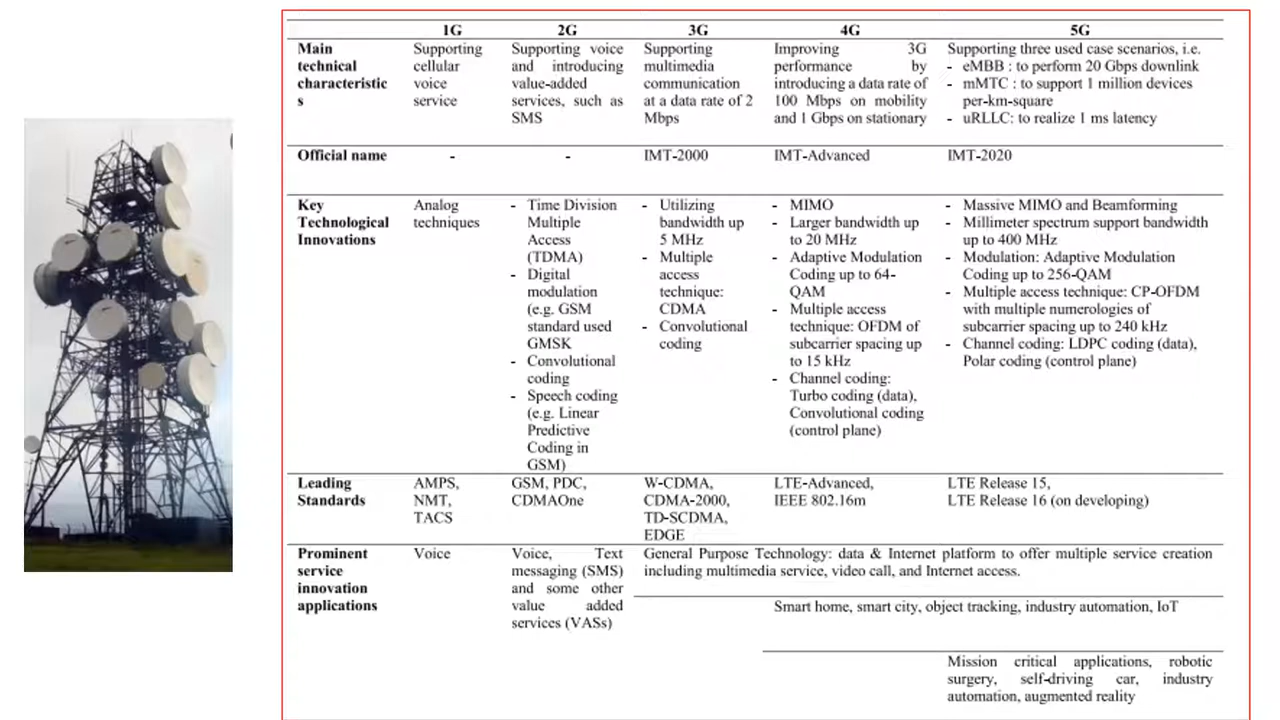 1G 2G 3G 4G 5G
Main technical characteristic s
Supporting cellular voice service
Supporting voice and introducing value-added services, such as SMS
Supporting multimedia communication at a data rate of 2 Mbps
Improving 3G performance by introducing a data rate of 100 Mbps on mobility and 1 Gbps on stationary
Supporting three used case scenarios, i.e.
- eMBB : to perform 20 Gbps downlink
- mMTC : to support 1 million devices per-km-square
- uRLLC: to realize 1 ms latency
Official name - - IMT-2000 IMT-Advanced IMT-2020
Key Technological Innovations
Analog techniques
- Time Division Multiple Access (TDMA)
- Digital modulation (e.g. GSM standard used GMSK
- Convolutional coding
- Speech coding (e.g. Linear Predictive Coding in GSM)
- Utilizing bandwidth up 5 MHz
- Multiple access technique: CDMA
- Convolutional coding
- MIMO
- Larger bandwidth up to 20 MHz
- Adaptive Modulation Coding up to 64-QAM
- Multiple access technique: OFDM of subcarrier spacing up to 15 kHz
- Channel coding: Turbo coding (data), Convolutional coding (control plane)
- Massive MIMO and Beamforming
- Millimeter spectrum support bandwidth up to 400 MHz
- Modulation: Adaptive Modulation Coding up to 256-QAM
- Multiple access technique: CP-OFDM with multiple numerologies of subcarrier spacing up to 240 kHz
- Channel coding: LDPC coding (data), Polar coding (control plane)
Leading Standards
AMPS, NMT, TACS
GSM, PDC, CDMAOne
W-CDMA, CDMA-2000, TD-SCDMA, EDGE
LTE-Advanced, IEEE 802.16m
LTE Release 15,
LTE Release 16 (on developing)
Prominent service innovation applications
Voice
Voice, Text messaging (SMS) and some other value added services (VASs)
General Purpose Technology: data & Internet platform to offer multiple service creation including multimedia service, video call, and Internet access.
Smart home, smart city, object tracking, industry automation, IoT
Mission critical applications, robotic surgery, self-driving car, industry automation, augmented reality